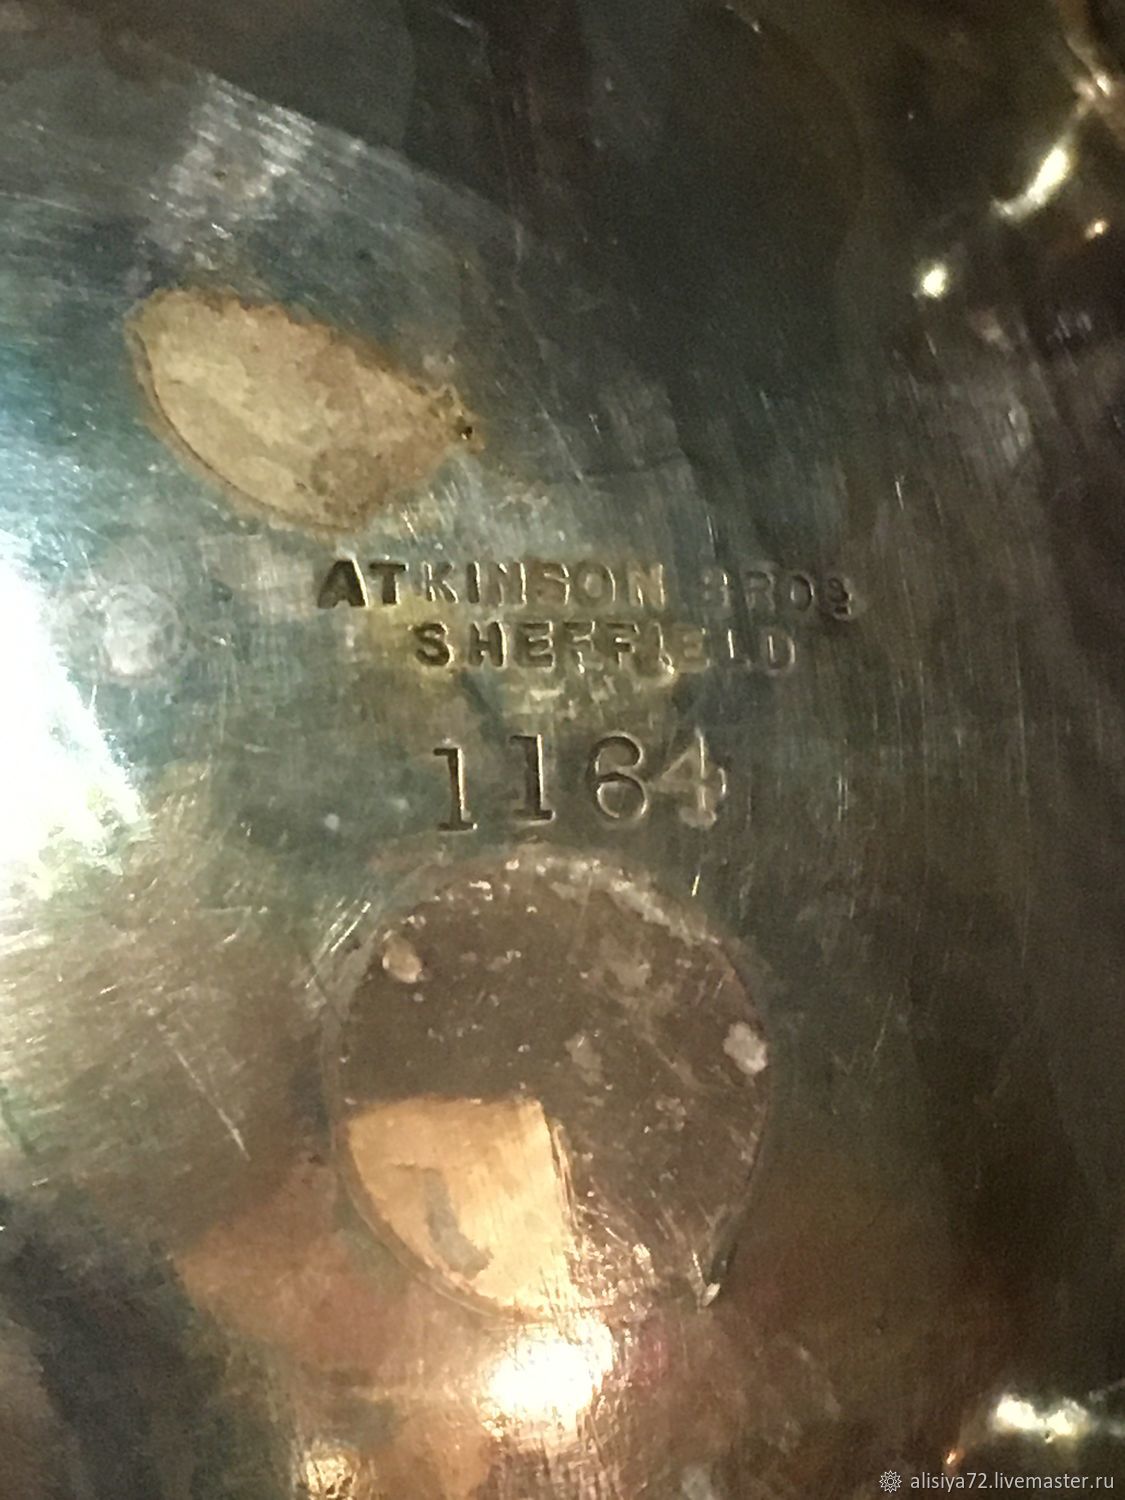 ATKINSON BROS
SHEFFIELD
1164
alisiya72.livemaster.ru